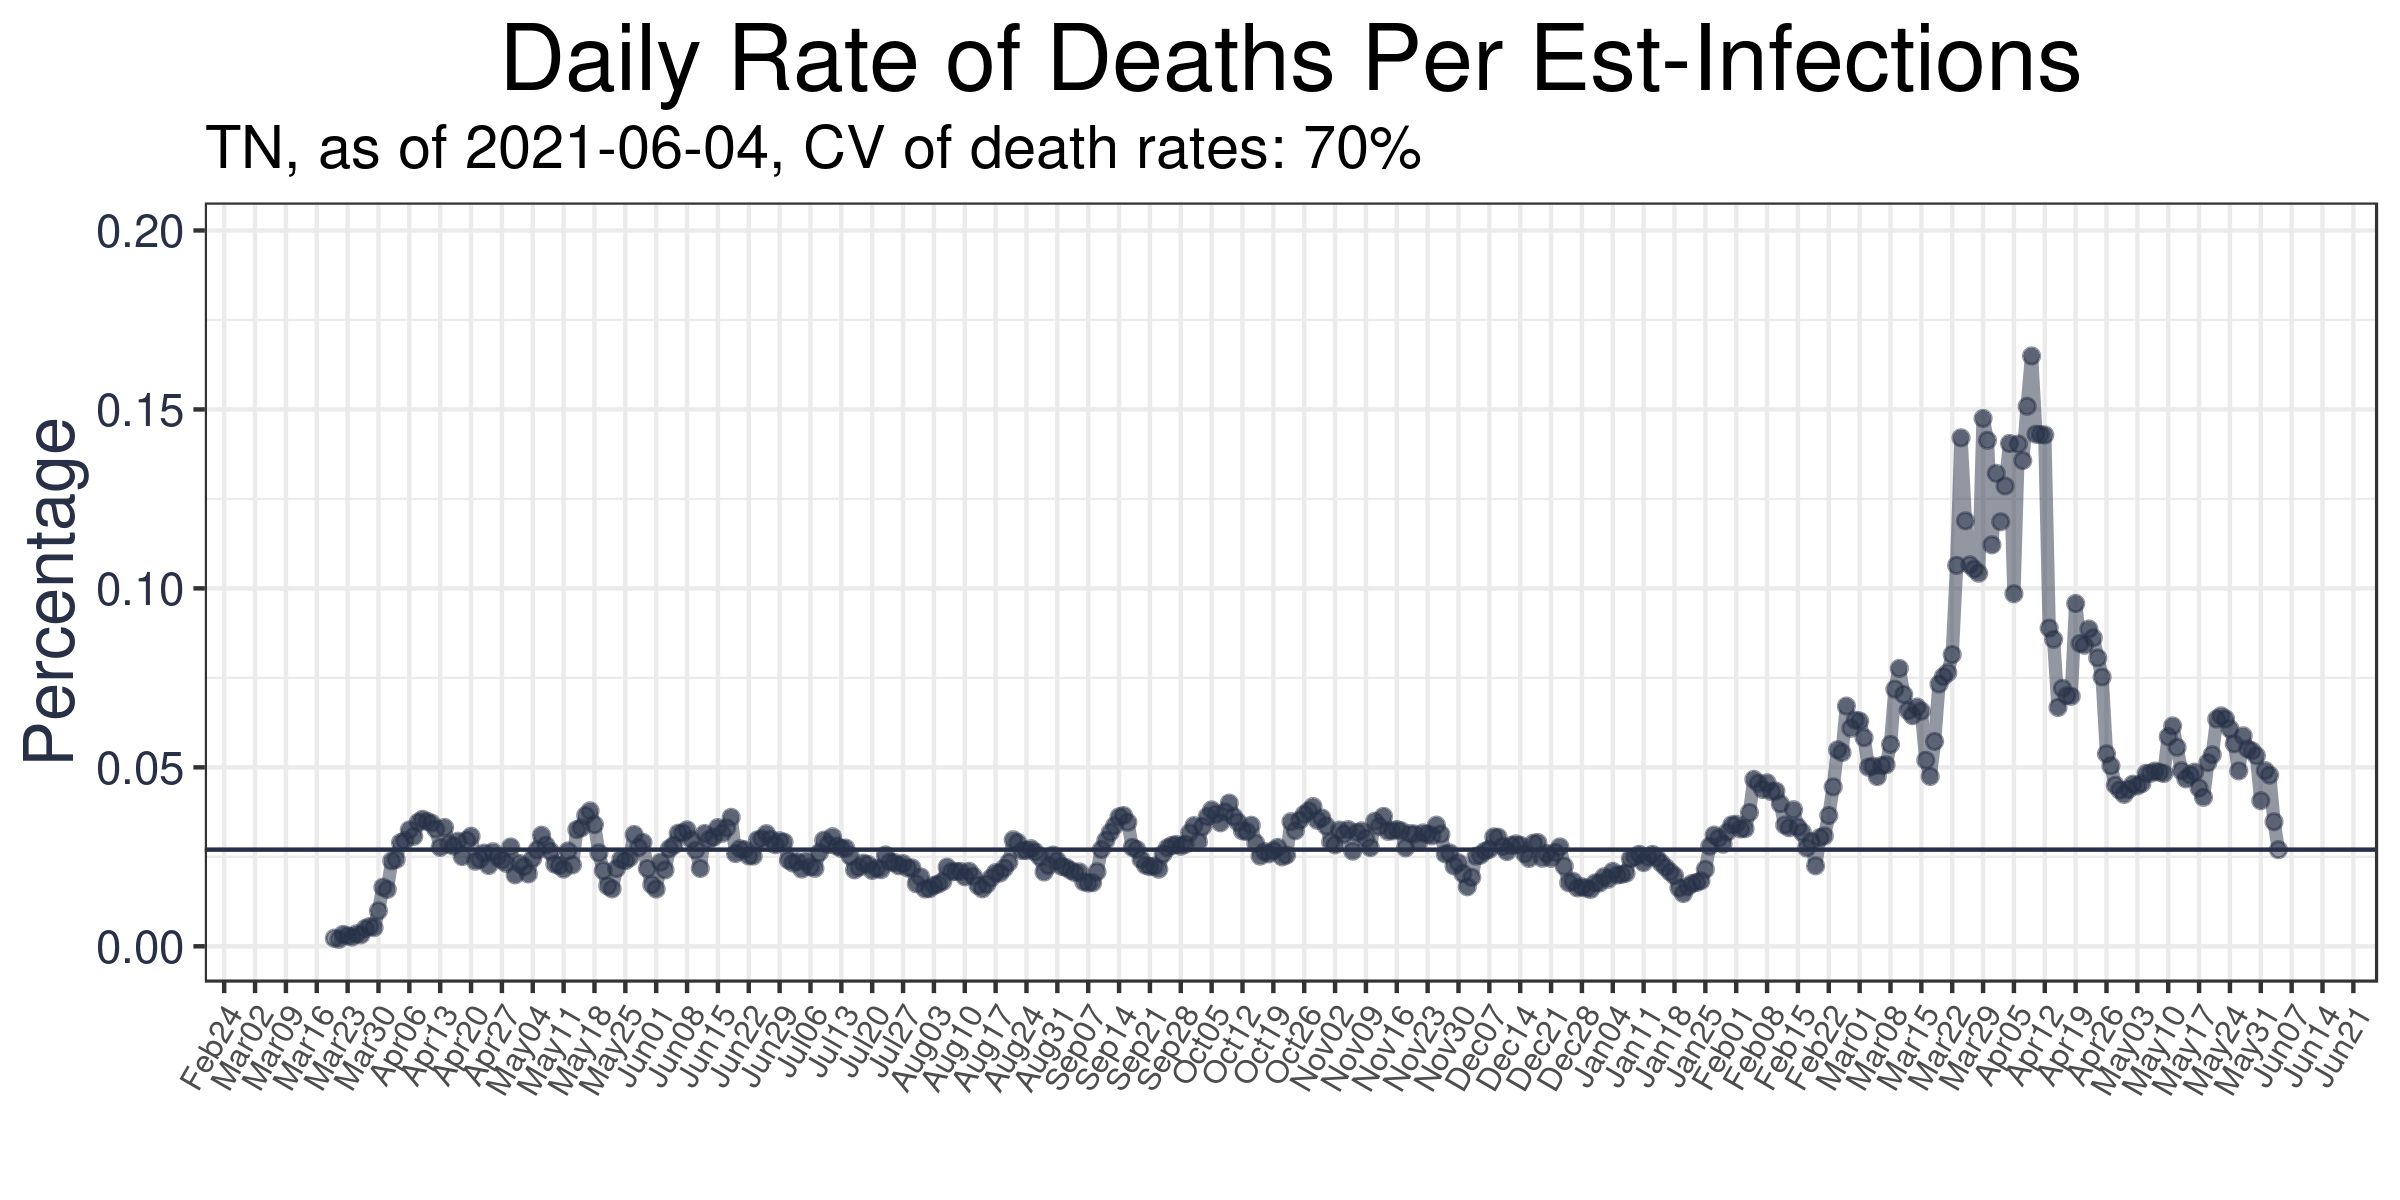 Daily Rate of Deaths Per Est-Infections
TN, as of 2021-06-04, CV of death rates: 70%
Percentage
0.20
0.15
0.10
0.05
0.00
Feb24
Mar02
Mar09
Mar16
Mar23
Mar30
Apr06
Apr13
Apr20
Apr27
May04
May11
May18
May25
Jun01
Jun08
Jun15
Jun22
Jun29
Jul06
Jul13
Jul20
Jul27
Aug03
Aug10
Aug17
Aug24
Aug31
Sep07
Sep14
Sep21
Sep28
Oct05
Oct12
Oct19
Oct26
Nov02
Nov09
Nov16
Nov23
Nov30
Dec07
Dec14
Dec21
Dec28
Jan04
Jan11
Jan18
Jan25
Feb01
Feb08
Feb15
Feb22
Mar01
Mar08
Mar15
Mar22
Mar29
Apr05
Apr12
Apr19
Apr26
May03
May10
May17
May24
May31
Jun07
Jun14
Jun21